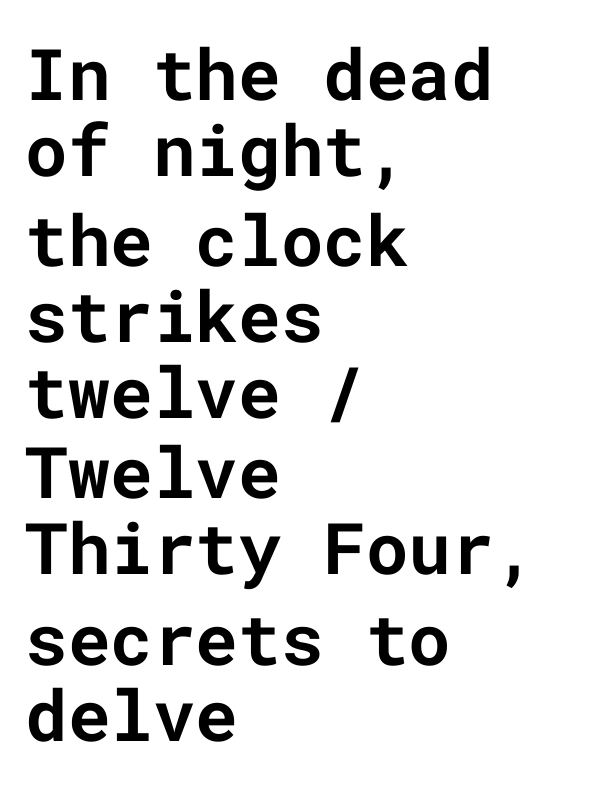 In the dead
of night,
the clock
strikes
twelve /
Twelve
Thirty Four,
secrets to
delve